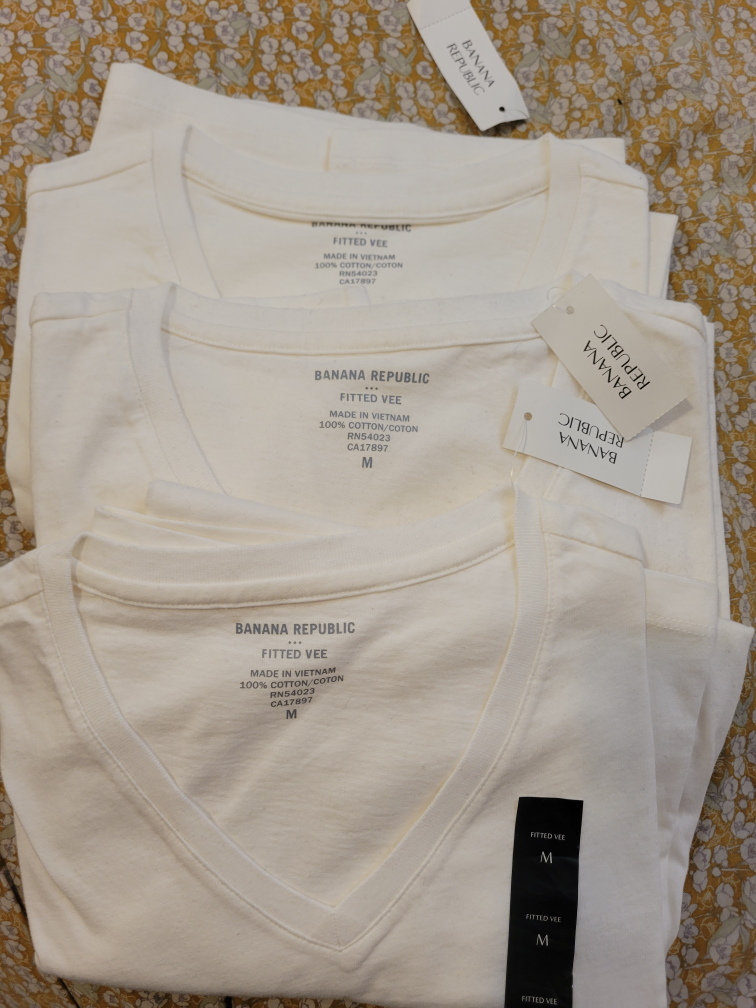 BANANA
REPUBLIC
BANANA REPUBLIC
FITTED VEE
MADE IN VIETNAM
100% COTTON/COTON
RN54023
CA17897
BANANA
REPUBLIC
BANANA REPUBLIC
FITTED VEE
MADE IN VIETNAM
100% COTTON/COTON
RN54023
CA17897
M
BANANA
REPUBLIC
BANANA REPUBLIC
FITTED VEE
MADE IN VIETNAM
100% COTTON/COTON
RN54023
CA17897
M
FITTED VEE
M
FITTED VEE
M
FITTED VEE